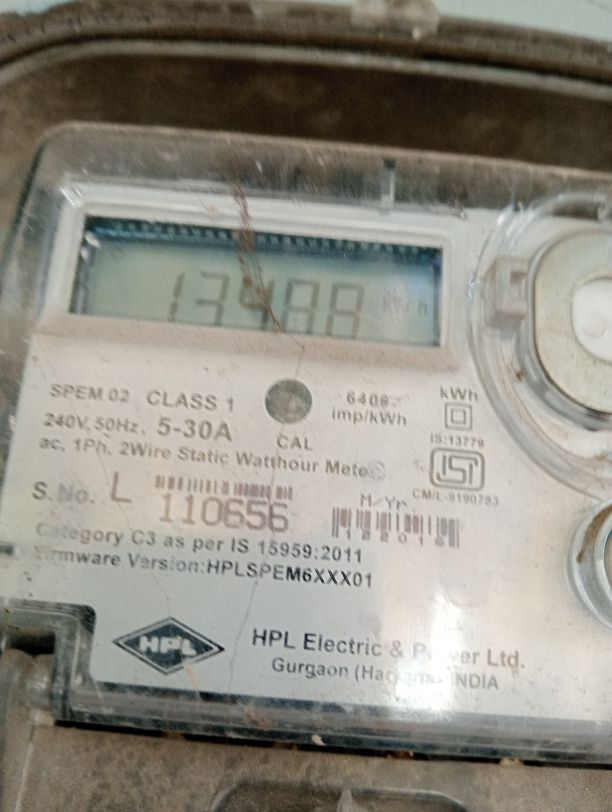 13488 kWh
SPEM 02 CLASS 1
6400
imp/kWh
kWh
240V, 50Hz, 5-30A
CAL
IS:13779
ac, 1Ph, 2Wire Static Watthour Meter
ISI
CM/L-9190783
S.No. L 110656
M/Yr.
Category C3 as per IS 15959:2011
Firmware Version:HPLSPEM6XXX01
HPL
HPL Electric & Power Ltd.
Gurgaon (Haryana) INDIA